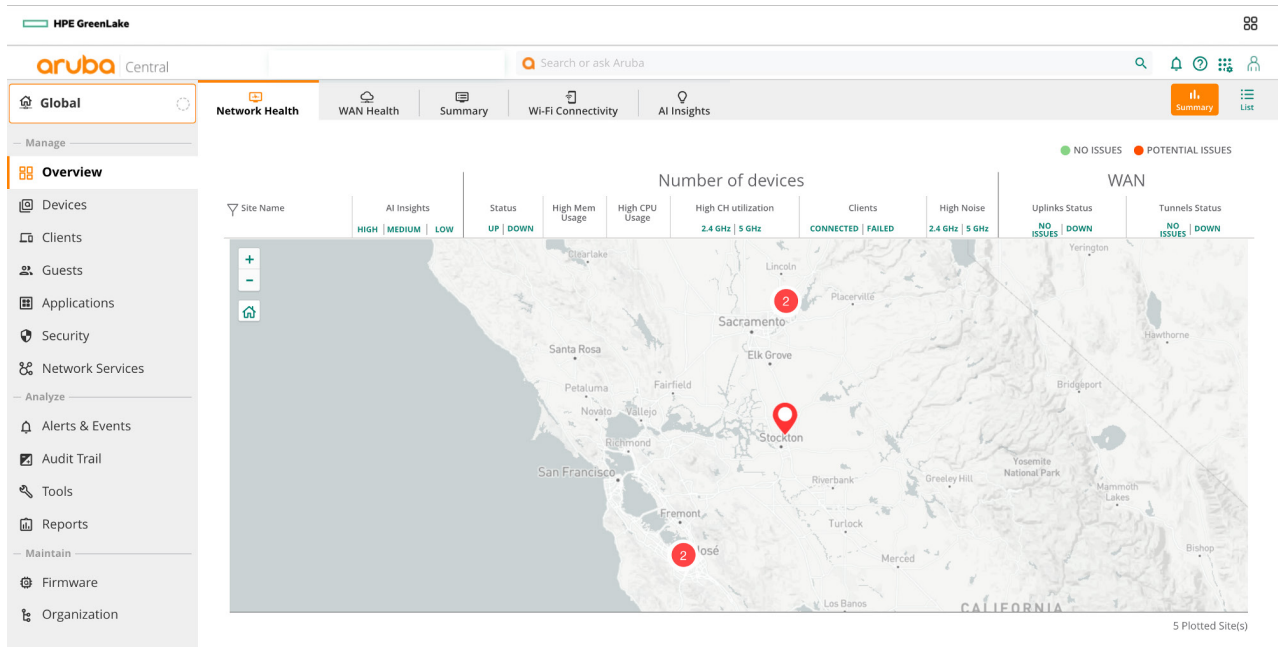 HPE GreenLake
aruba Central
Search or ask Aruba
Global
Network Health
WAN Health
Summary
Wi-Fi Connectivity
AI Insights
Summary
List
Manage
Overview
Devices
Clients
Guests
Applications
Security
Network Services
Analyze
Alerts & Events
Audit Trail
Tools
Reports
Maintain
Firmware
Organization
NO ISSUES
POTENTIAL ISSUES
Number of devices
WAN
Site Name
AI Insights
HIGH | MEDIUM | LOW
Status
UP | DOWN
High Mem
Usage
High CPU
Usage
High CH utilization
2.4 GHz | 5 GHz
Clients
CONNECTED | FAILED
High Noise
2.4 GHz | 5 GHz
Uplinks Status
NO
ISSUES | DOWN
Tunnels Status
NO
ISSUES | DOWN
+
−
Clearlake
Yerington
Lincoln
2
Placerville
Sacramento
Hawthorne
Santa Rosa
Elk Grove
Petaluma
Fairfield
Bridgeport
Novato
Vallejo
Richmond
Stockton
San Francisco
Yosemite
National Park
Riverbank
Greeley Hill
Mammoth
Lakes
Fremont
Turlock
2
José
Merced
Bishop
Los Banos
CALIFORNIA
5 Plotted Site(s)